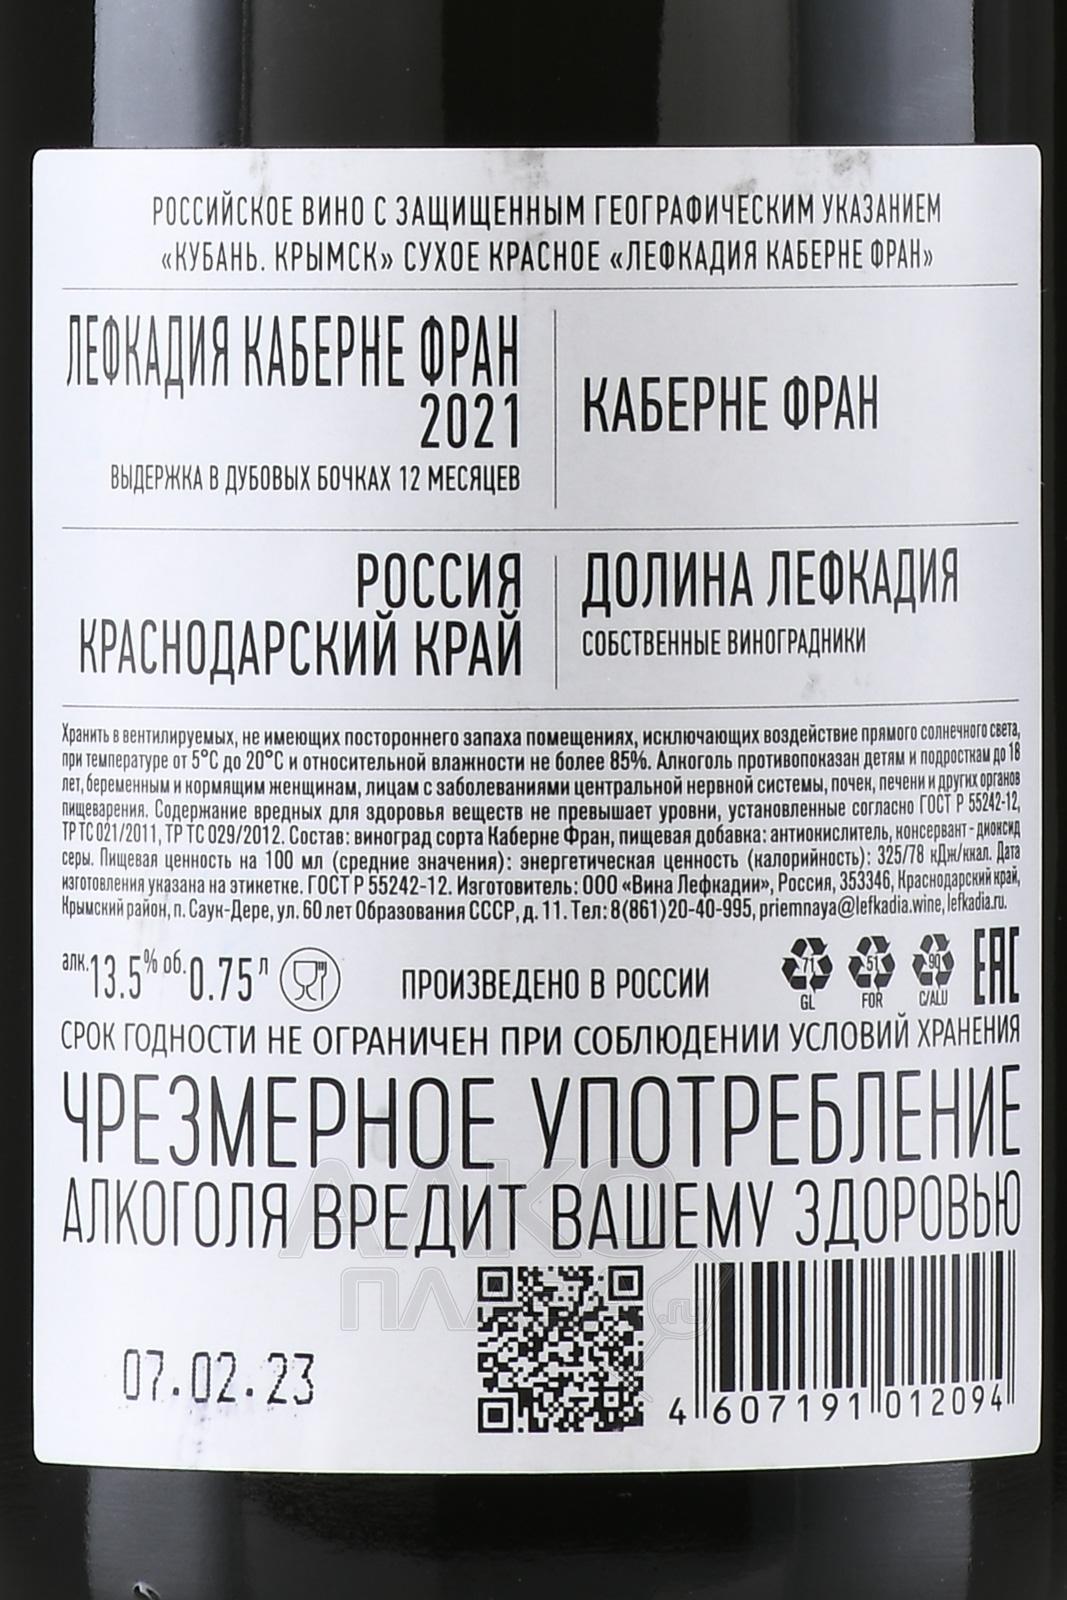 РОССИЙСКОЕ ВИНО С ЗАЩИЩЕННЫМ ГЕОГРАФИЧЕСКИМ УКАЗАНИЕМ
«КУБАНЬ. КРЫМСК» СУХОЕ КРАСНОЕ «ЛЕФКАДИЯ КАБЕРНЕ ФРАН»
ЛЕФКАДИЯ КАБЕРНЕ ФРАН
2021
ВЫДЕРЖКА В ДУБОВЫХ БОЧКАХ 12 МЕСЯЦЕВ
КАБЕРНЕ ФРАН
РОССИЯ
КРАСНОДАРСКИЙ КРАЙ
ДОЛИНА ЛЕФКАДИЯ
СОБСТВЕННЫЕ ВИНОГРАДНИКИ
Хранить в вентилируемых, не имеющих постороннего запаха помещениях, исключающих воздействие прямого солнечного света,
при температуре от 5°С до 20°С и относительной влажности не более 85%. Алкоголь противопоказан детям и подросткам до 18
лет, беременным и кормящим женщинам, лицам с заболеваниями центральной нервной системы, почек, печени и других органов
пищеварения. Содержание вредных для здоровья веществ не превышает уровни, установленные согласно ГОСТ Р 55242-12,
ТР ТС 021/2011, ТР ТС 029/2012. Состав: виноград сорта Каберне Фран, пищевая добавка: антиокислитель, консервант - диоксид
серы. Пищевая ценность на 100 мл (средние значения): энергетическая ценность (калорийность): 325/78 кДж/ккал. Дата
изготовления указана на этикетке. ГОСТ Р 55242-12. Изготовитель: ООО «Вина Лефкадии», Россия, 353346, Краснодарский край,
Крымский район, п. Саук-Дере, ул. 60 лет Образования СССР, д. 11. Тел: 8(861)20-40-995, priemnaya@lefkadia.wine, lefkadia.ru.
алк.13.5% об. 0.75л
ПРОИЗВЕДЕНО В РОССИИ
71 51 90
GL FOR C/ALU
EAC
СРОК ГОДНОСТИ НЕ ОГРАНИЧЕН ПРИ СОБЛЮДЕНИИ УСЛОВИЙ ХРАНЕНИЯ
ЧРЕЗМЕРНОЕ УПОТРЕБЛЕНИЕ
АЛКОГОЛЯ ВРЕДИТ ВАШЕМУ ЗДОРОВЬЮ
07.02.23
4 607191 012094